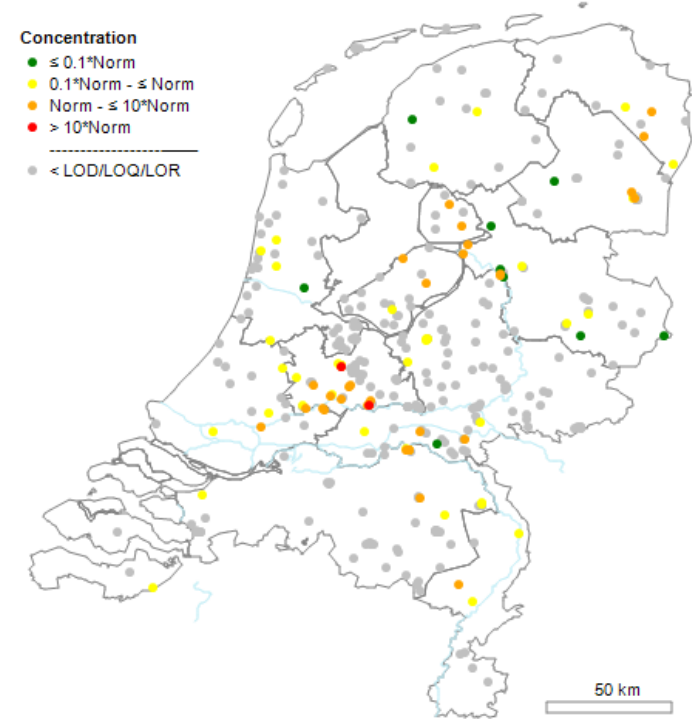 Concentration
≤ 0.1*Norm
0.1*Norm - ≤ Norm
Norm - ≤ 10*Norm
> 10*Norm
< LOD/LOQ/LOR
50 km